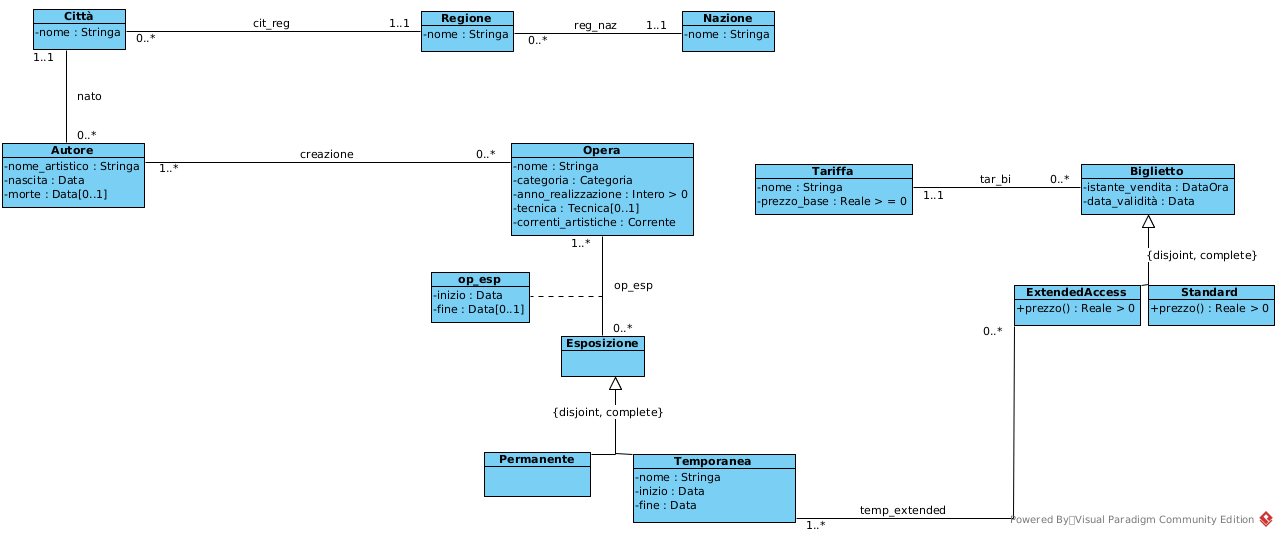 Città
-nome : Stringa
cit_reg
0..*
1..1
Regione
-nome : Stringa
reg_naz
0..*
1..1
Nazione
-nome : Stringa
1..1
nato
0..*
Autore
-nome_artistico : Stringa
-nascita : Data
-morte : Data[0..1]
creazione
1..*
0..*
Opera
-nome : Stringa
-categoria : Categoria
-anno_realizzazione : Intero > 0
-tecnica : Tecnica[0..1]
-correnti_artistiche : Corrente
Tariffa
-nome : Stringa
-prezzo_base : Reale > = 0
tar_bi
1..1
0..*
Biglietto
-istante_vendita : DataOra
-data_validità : Data
1..*
op_esp
-inizio : Data
-fine : Data[0..1]
op_esp
0..*
Esposizione
{disjoint, complete}
ExtendedAccess
+prezzo() : Reale > 0
Standard
+prezzo() : Reale > 0
0..*
{disjoint, complete}
Permanente
Temporanea
-nome : Stringa
-inizio : Data
-fine : Data
temp_extended
1..*
Powered By Visual Paradigm Community Edition